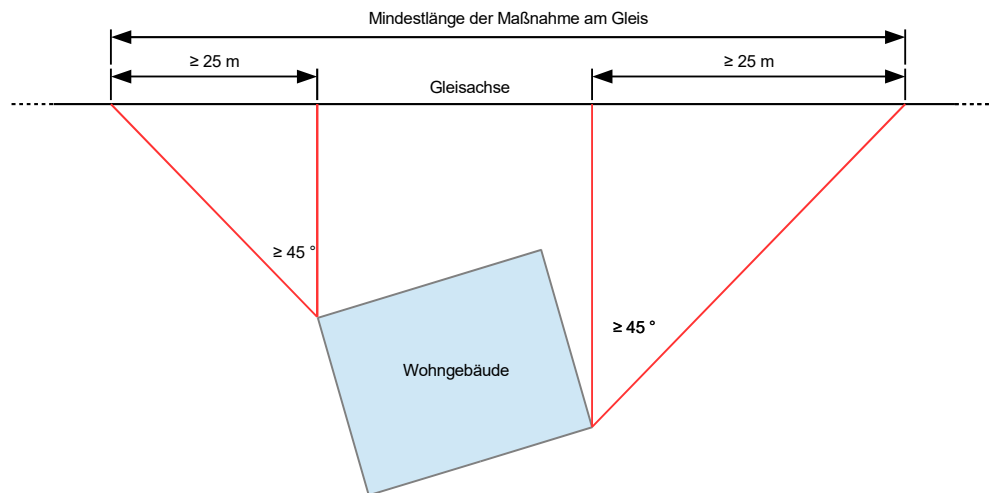 Mindestlänge der Maßnahme am Gleis
≥ 25 m
≥ 25 m
Gleisachse
≥ 45 °
≥ 45 °
Wohngebäude